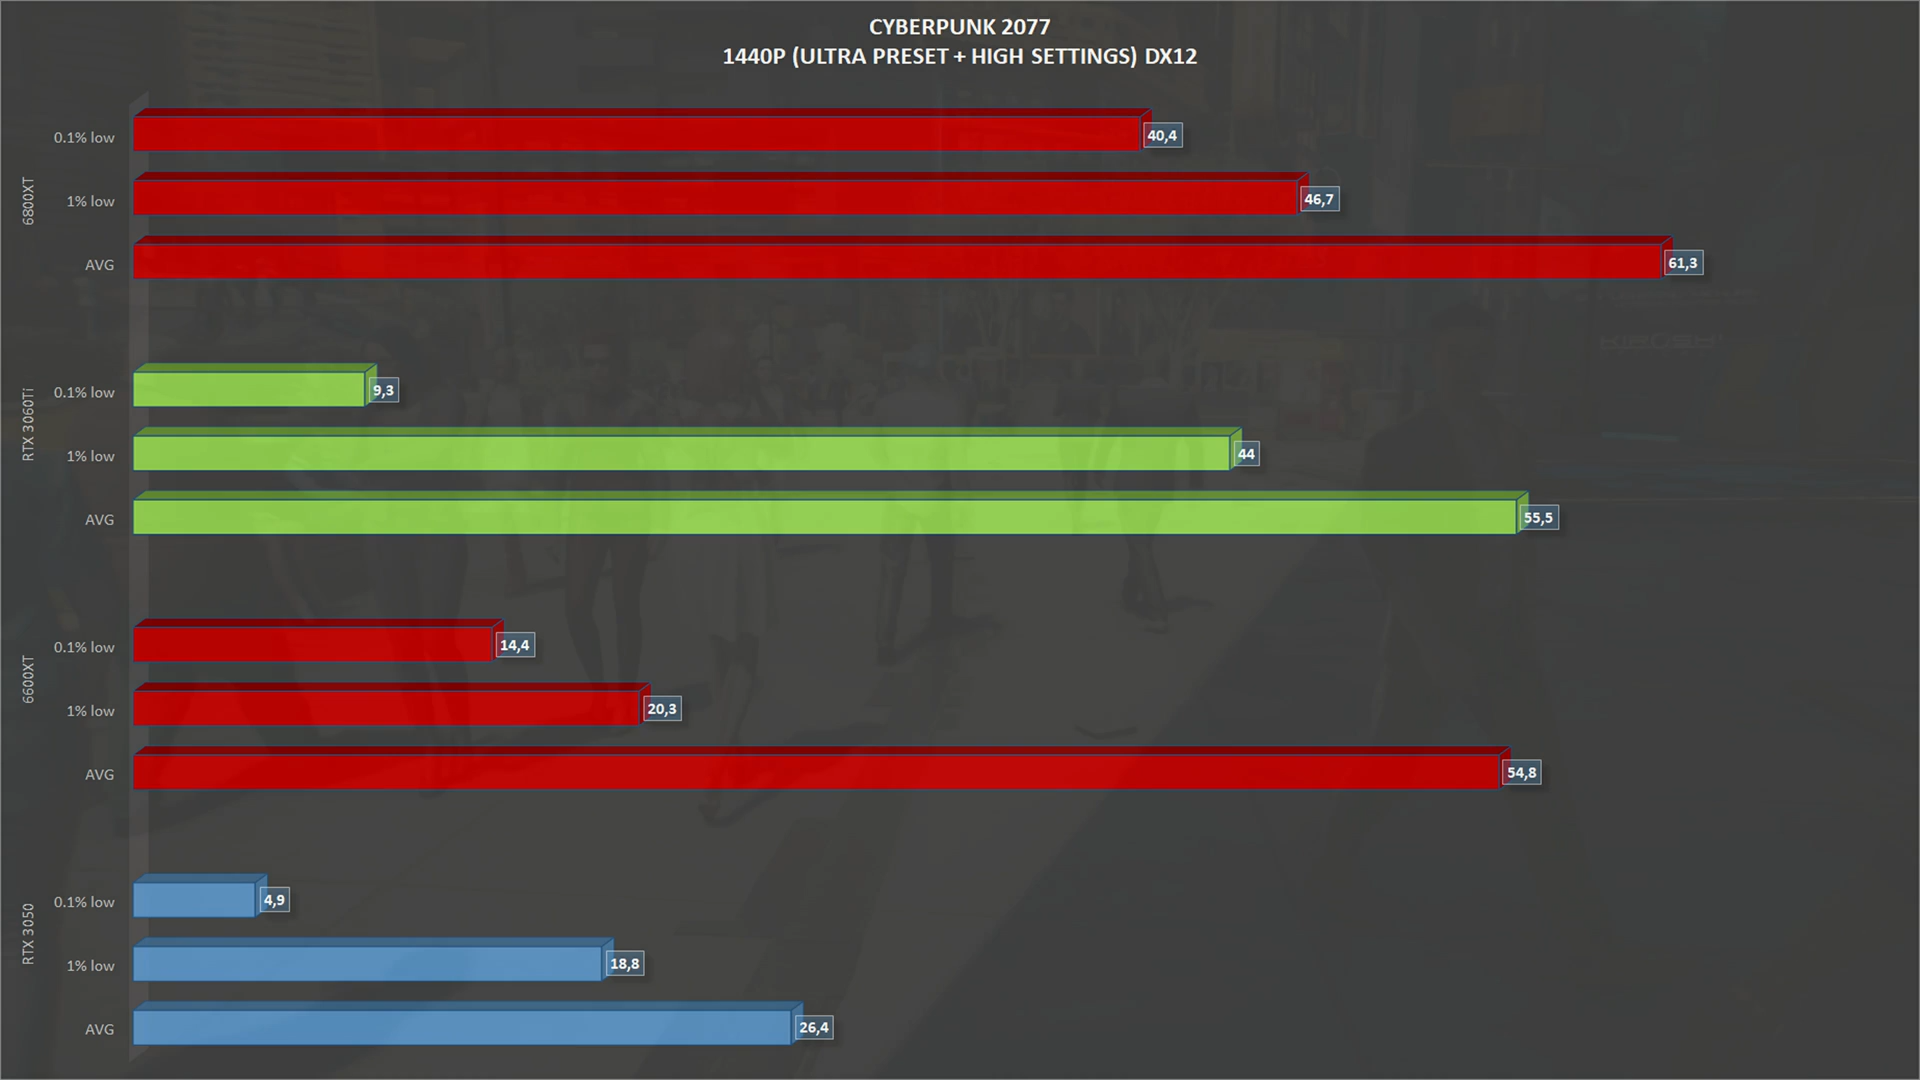 CYBERPUNK 2077
1440P (ULTRA PRESET + HIGH SETTINGS) DX12
6800XT
0.1% low
40,4
1% low
46,7
AVG
61,3
RTX 3060Ti
0.1% low
9,3
1% low
44
AVG
55,5
6600XT
0.1% low
14,4
1% low
20,3
AVG
54,8
RTX 3050
0.1% low
4,9
1% low
18,8
AVG
26,4